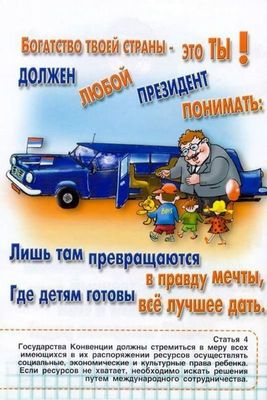 Богатство твоей страны - это ТЫ!
ДОЛЖЕН ЛЮБОЙ ПРЕЗИДЕНТ ПОНИМАТЬ:
Лишь там превращаются
в правду мечты,
Где детям готовы
всё лучшее дать.
Статья 4
Государства Конвенции должны стремиться в меру всех
имеющихся в их распоряжении ресурсов осуществлять
социальные, экономические и культурные права ребенка.
Если ресурсов не хватает, необходимо искать решения
путем международного сотрудничества.